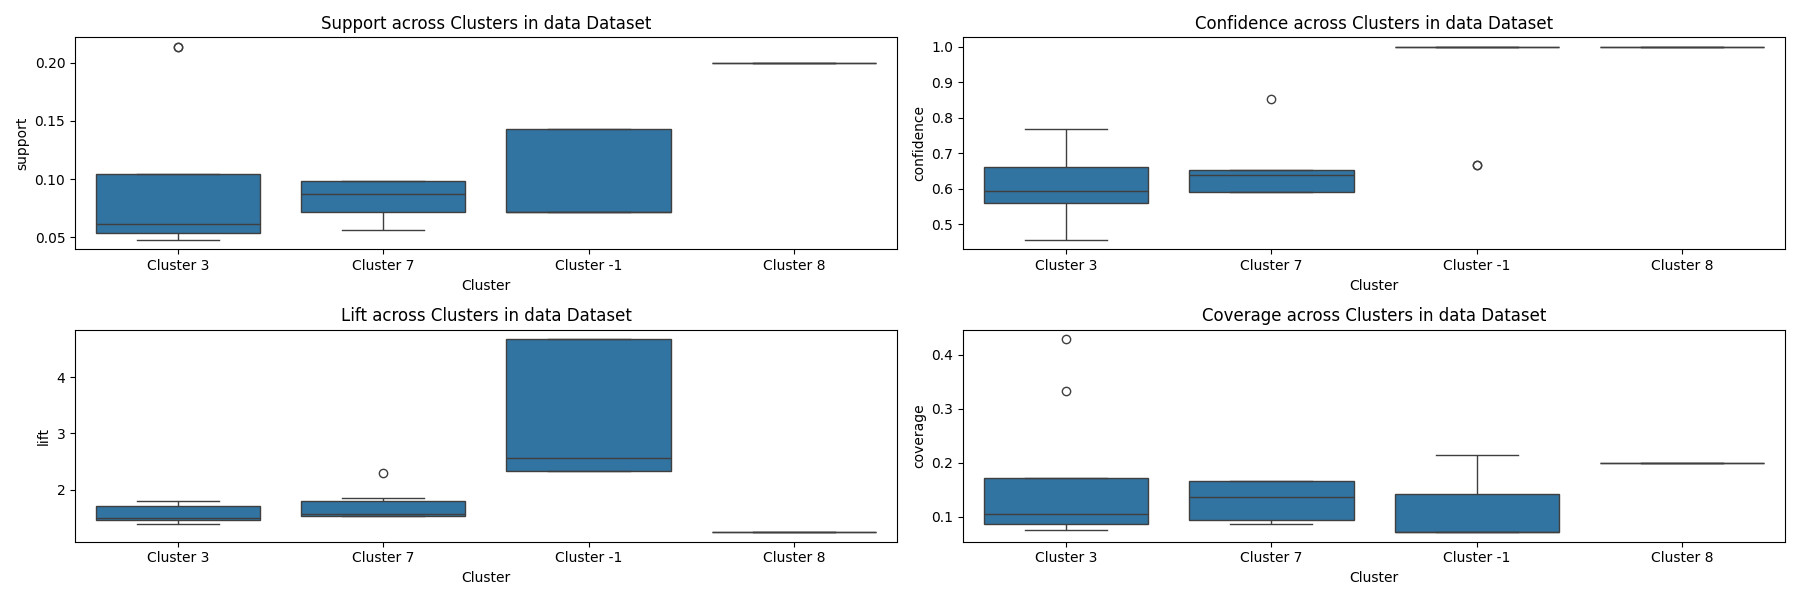 Support across Clusters in data Dataset
0.20
0.15
0.10
0.05
support
Cluster 3 Cluster 7 Cluster -1 Cluster 8
Cluster
Confidence across Clusters in data Dataset
1.0
0.9
0.8
0.7
0.6
0.5
confidence
Cluster 3 Cluster 7 Cluster -1 Cluster 8
Cluster
Lift across Clusters in data Dataset
4
3
2
lift
Cluster 3 Cluster 7 Cluster -1 Cluster 8
Cluster
Coverage across Clusters in data Dataset
0.4
0.3
0.2
0.1
coverage
Cluster 3 Cluster 7 Cluster -1 Cluster 8
Cluster